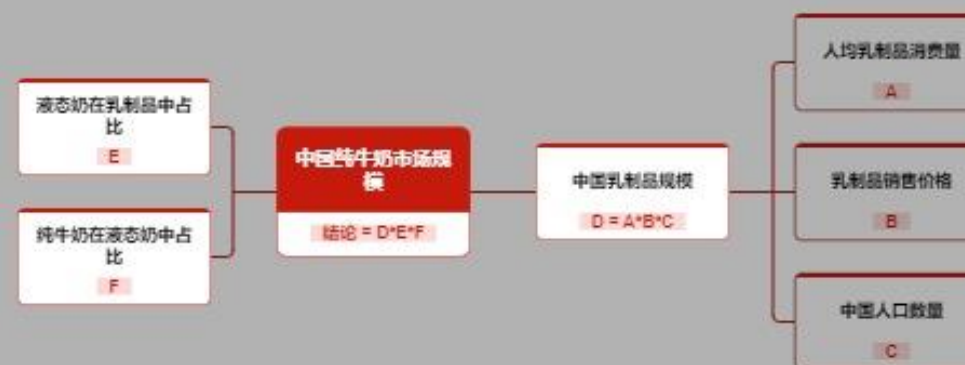 液态奶在乳制品中占
比
E
纯牛奶在液态奶中占
比
F
中国纯牛奶市场规
模
结论 = D*E*F
中国乳制品规模
D = A*B*C
人均乳制品消费量
A
乳制品销售价格
B
中国人口数量
C